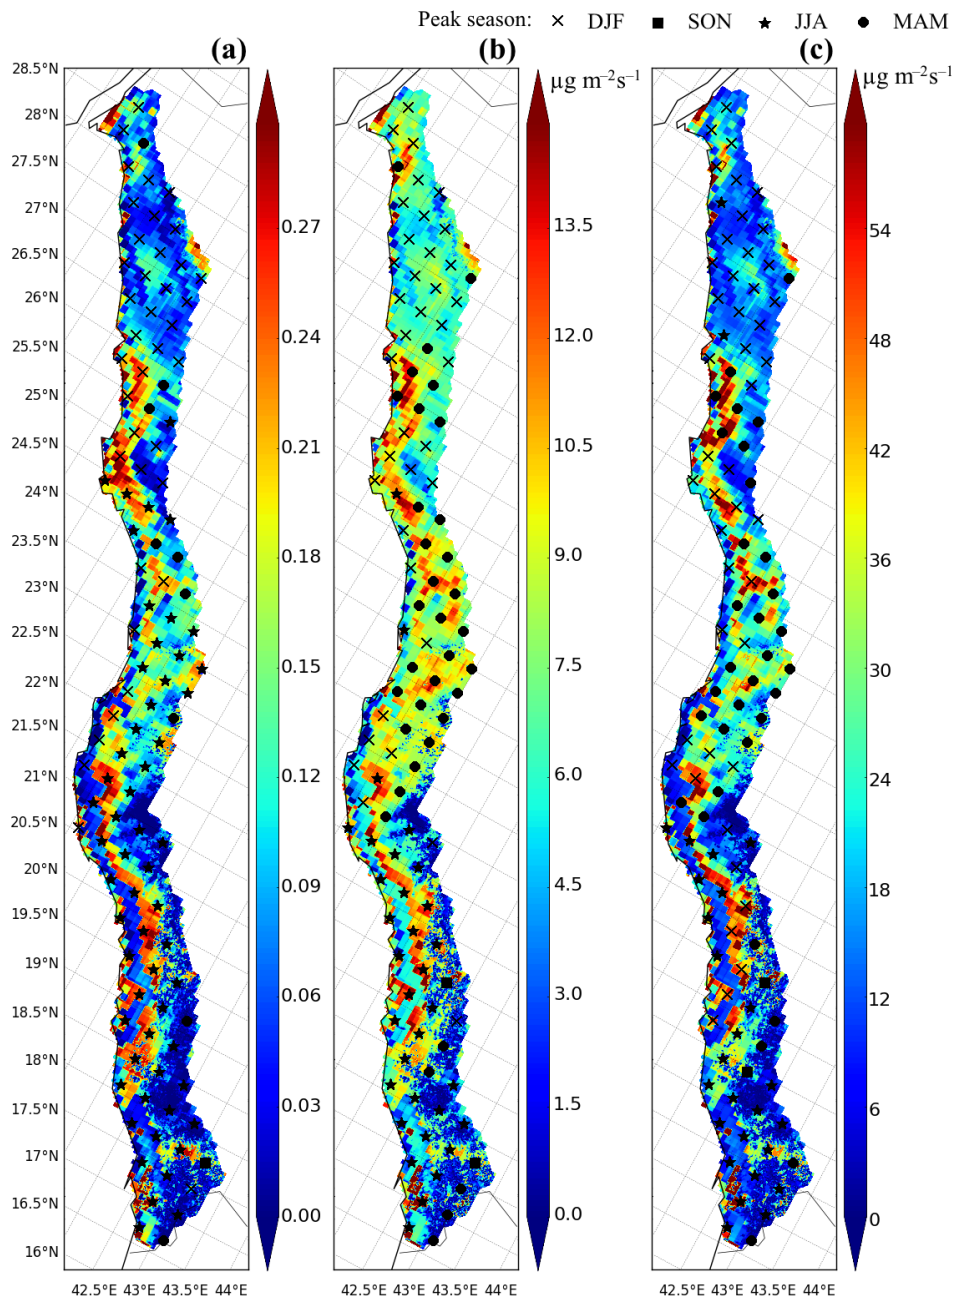 Peak season: × DJF ■ SON ★ JJA ● MAM
(a) (b) (c)
µg m⁻²s⁻¹ µg m⁻²s⁻¹
28.5°N
28°N
27.5°N
27°N
26.5°N
26°N
25.5°N
25°N
24.5°N
24°N
23.5°N
23°N
22.5°N
22°N
21.5°N
21°N
20.5°N
20°N
19.5°N
19°N
18.5°N
18°N
17.5°N
17°N
16.5°N
16°N
0.27
0.24
0.21
0.18
0.15
0.12
0.09
0.06
0.03
0.00
13.5
12.0
10.5
9.0
7.5
6.0
4.5
3.0
1.5
0.0
54
48
42
36
30
24
18
12
6
0
42.5°E 43°E 43.5°E 44°E 42.5°E 43°E 43.5°E 44°E 42.5°E 43°E 43.5°E 44°E